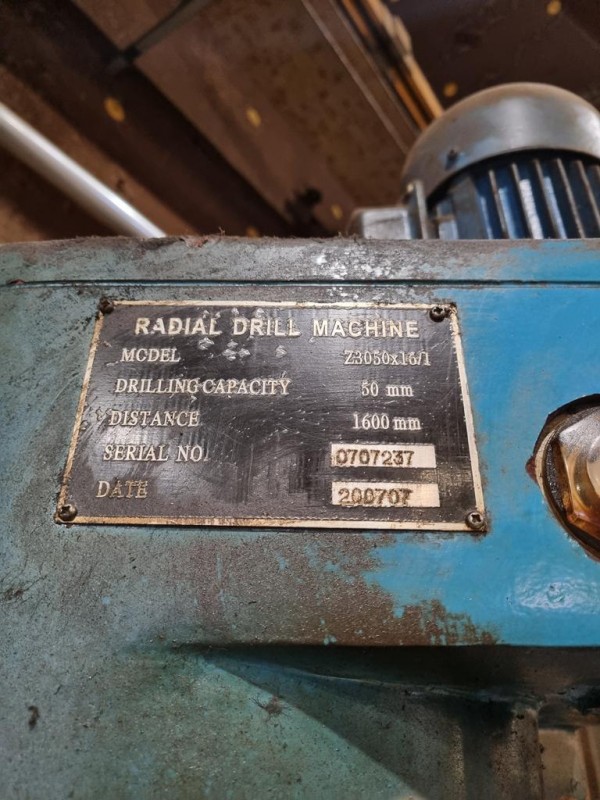 RADIAL DRILL MACHINE
MODEL Z3050x16/1
DRILLING CAPACITY 50 mm
DISTANCE 1600 mm
SERIAL NO 0707237
DATE 200707